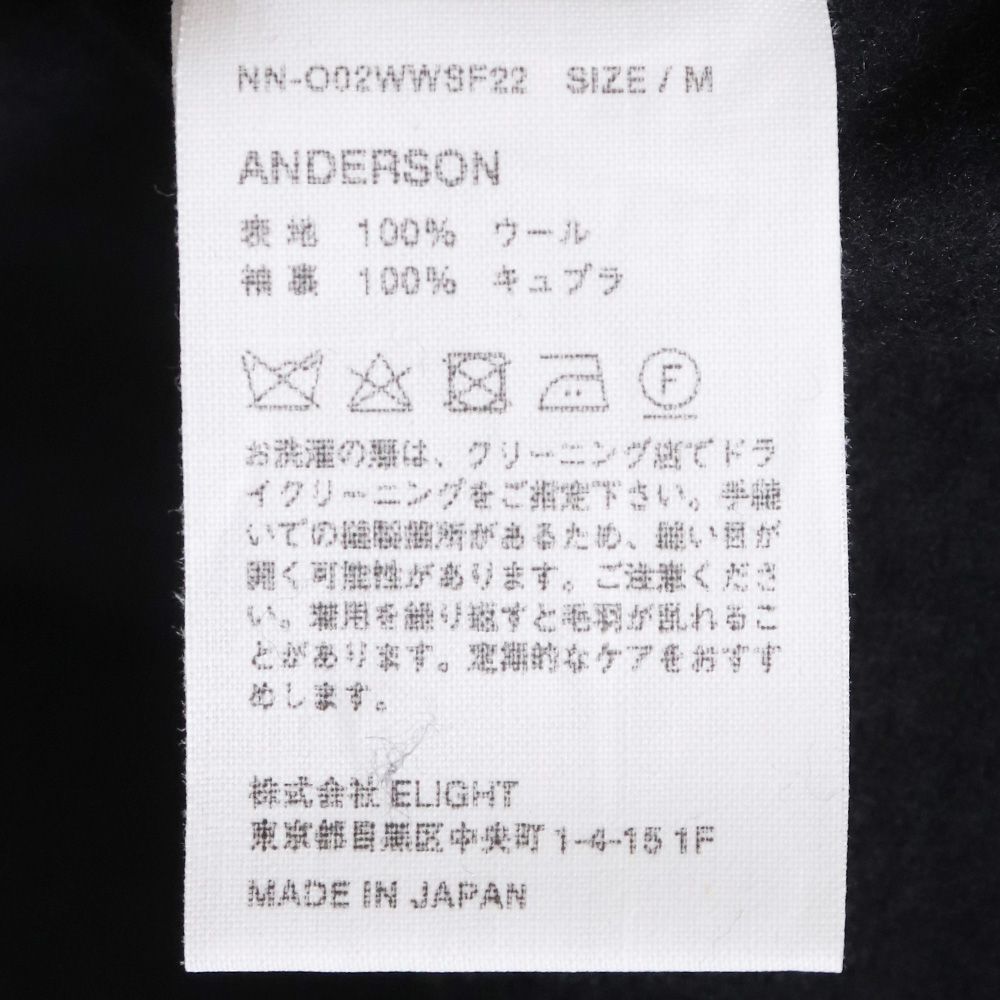 NN-O02WWSF22 SIZE / M
ANDERSON
表地 100% ウール
袖裏 100% キュプラ
F
お洗濯の際は、クリーニング店でドラ
イクリーニングをご指定下さい。手縫
いでの縫製箇所があるため、縫い目が
開く可能性があります。ご注意くださ
い。着用を繰り返すと毛羽が乱れるこ
とがあります。定期的なケアをおすす
めします。
株式会社 ELIGHT
東京都目黒区中央町 1-4-15 1F
MADE IN JAPAN